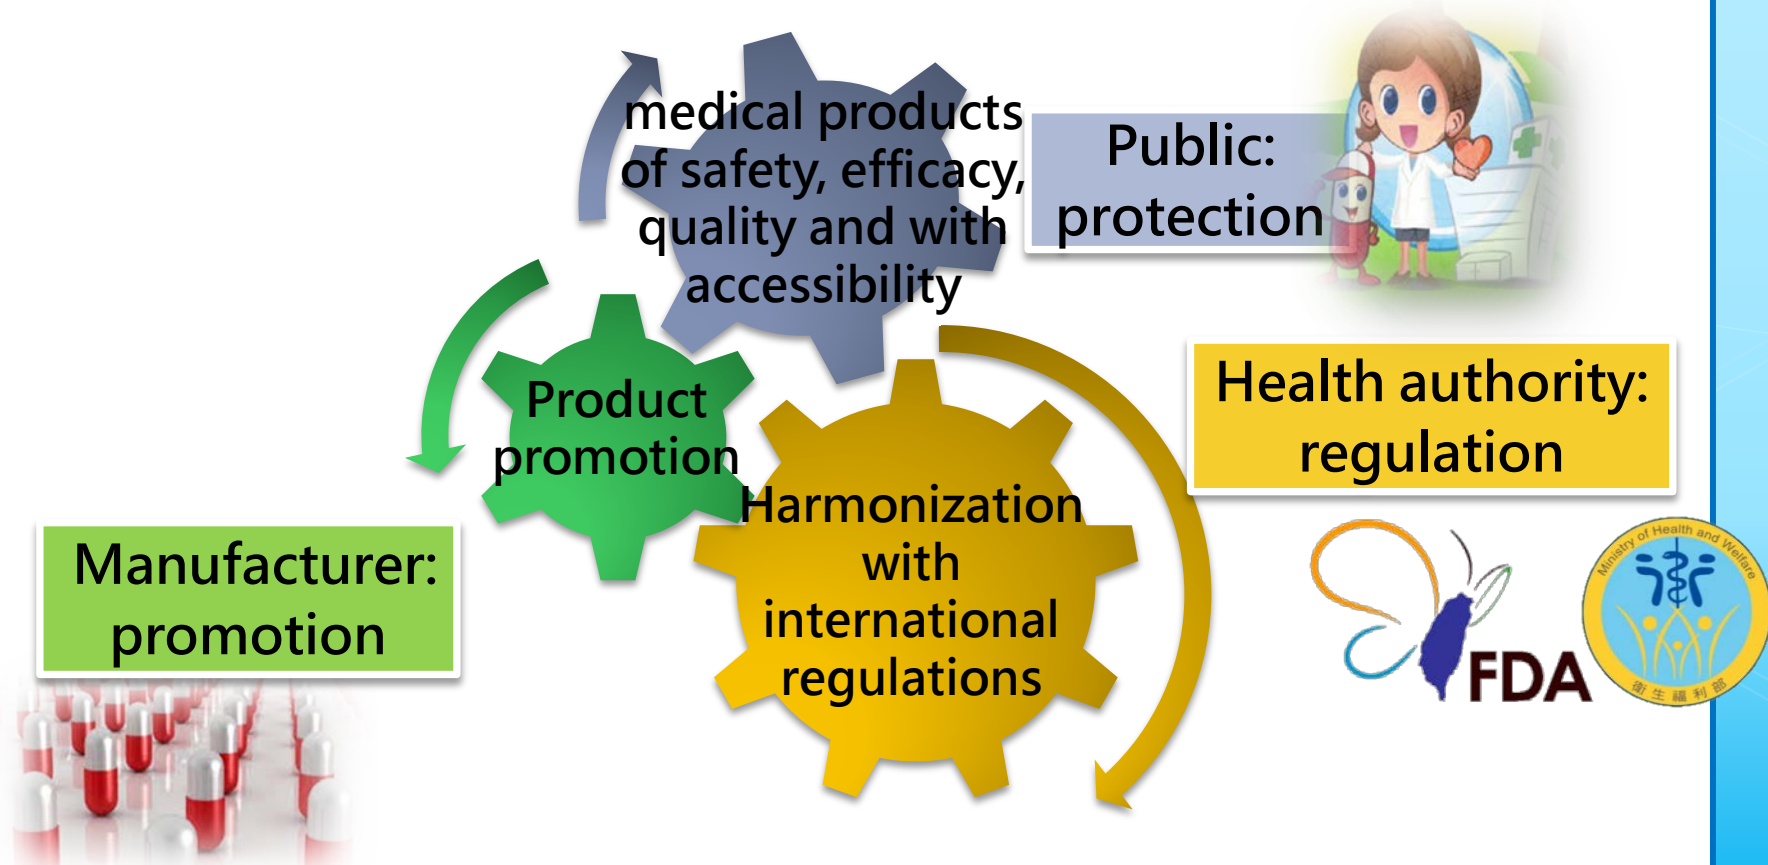 medical products
of safety, efficacy,
quality and with
accessibility
Public:
protection
Product
promotion
Health authority:
regulation
Harmonization
with
international
regulations
Manufacturer:
promotion
FDA
Ministry of Health and Welfare
衛生福利部